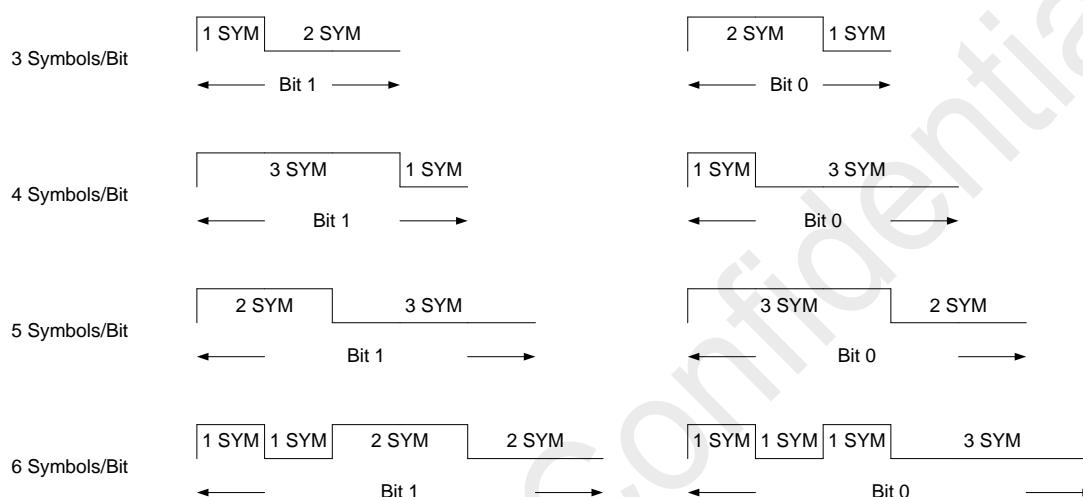 1 SYM 2 SYM 2 SYM 1 SYM
3 Symbols/Bit
Bit 1 Bit 0
3 SYM 1 SYM 1 SYM 3 SYM
4 Symbols/Bit
Bit 1 Bit 0
2 SYM 3 SYM 3 SYM 2 SYM
5 Symbols/Bit
Bit 1 Bit 0
1 SYM 1 SYM 2 SYM 2 SYM 1 SYM 1 SYM 1 SYM 3 SYM
6 Symbols/Bit
Bit 1 Bit 0
Confidentia